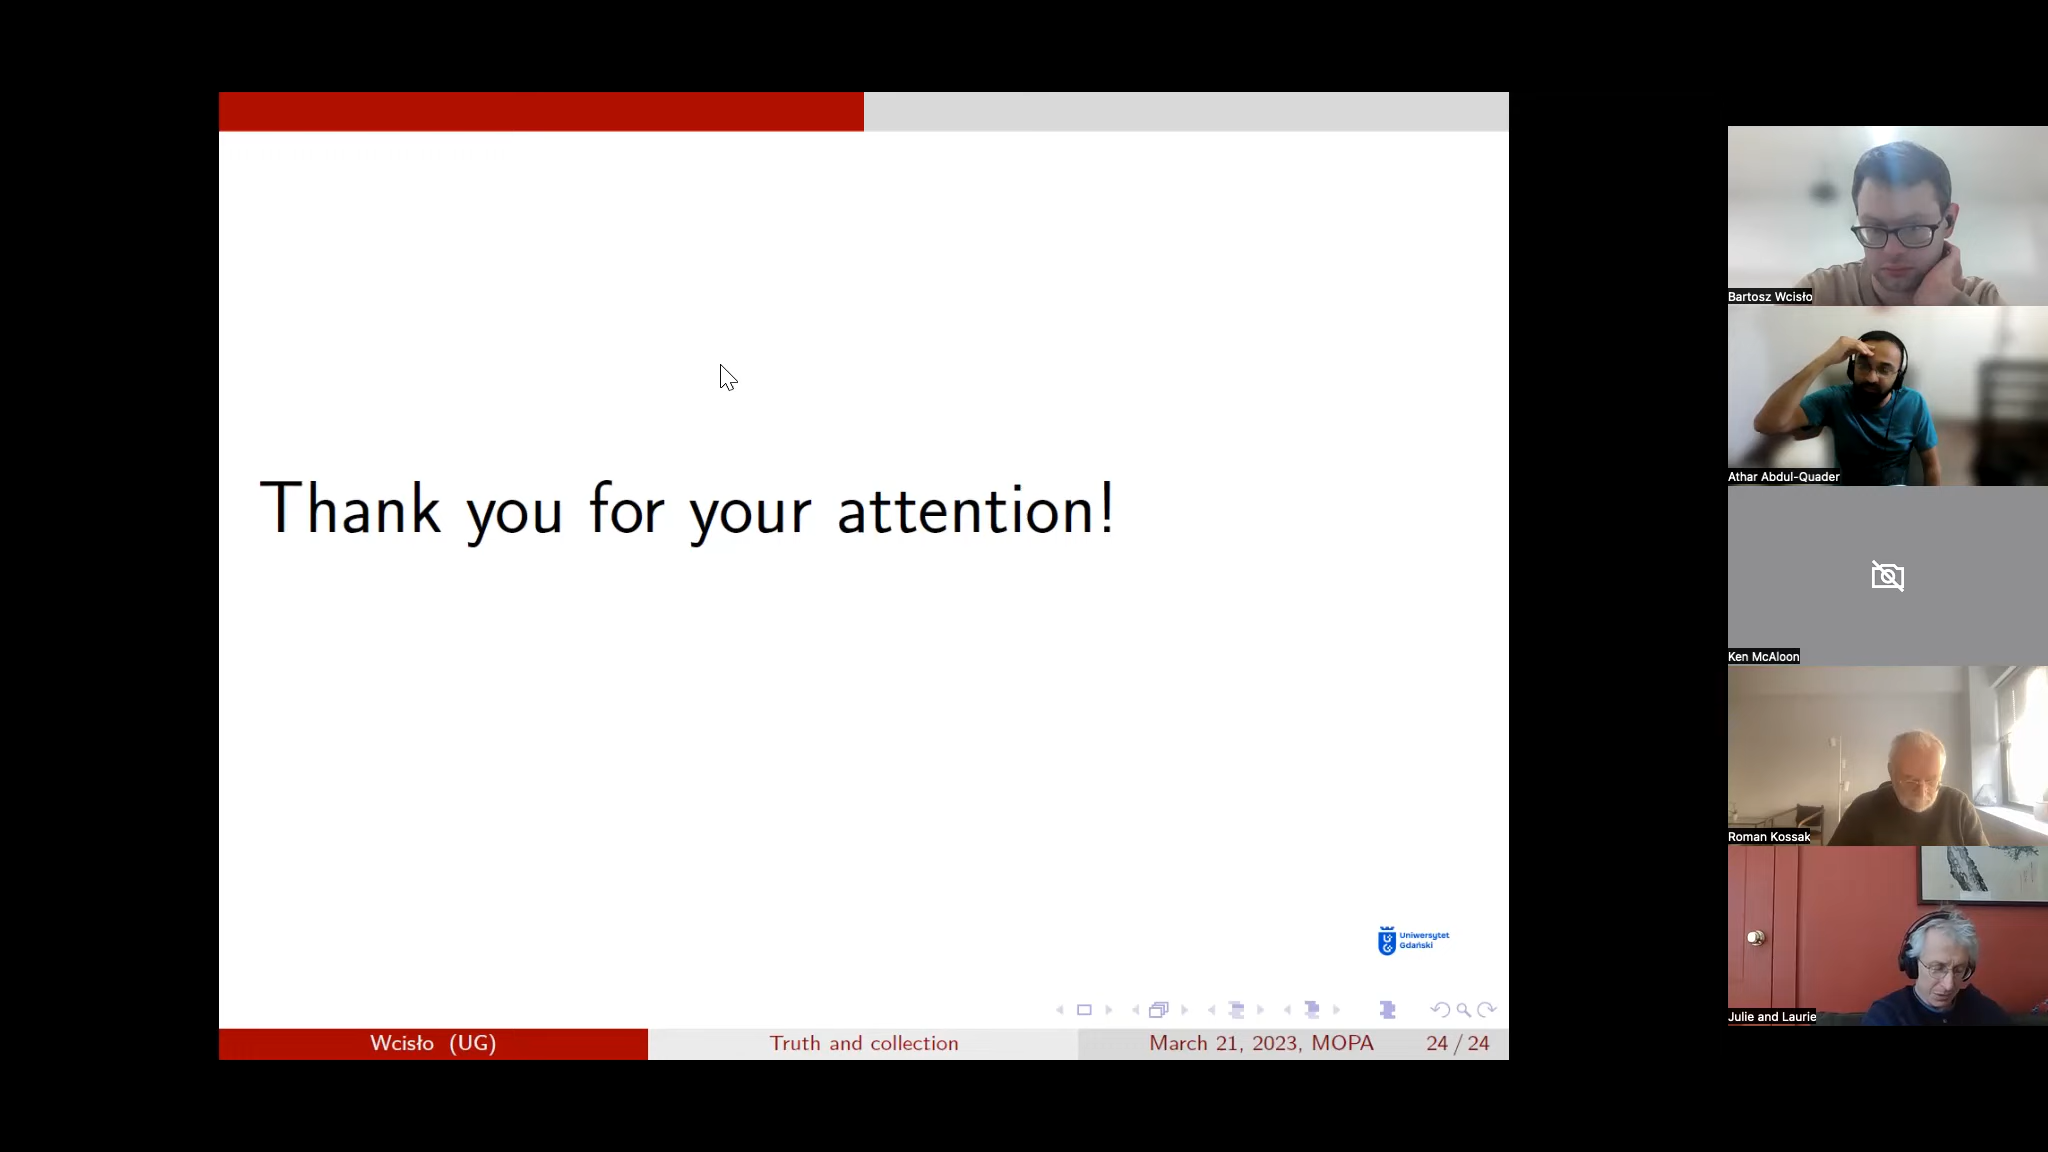 Thank you for your attention!
Uniwersytet
Gdański
Wcisło (UG)
Truth and collection
March 21, 2023, MOPA
24 / 24
Bartosz Wcisło
Athar Abdul-Quader
Ken McAloon
Roman Kossak
Julie and Laurie